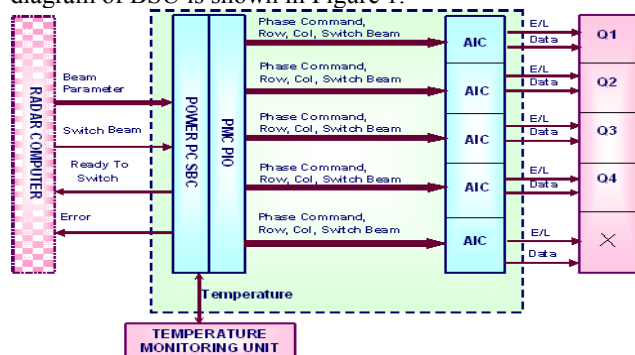 diagram of BSU is shown in Figure 1.
RADAR COMPUTER
Beam
Parameter
Switch Beam
Ready To
Switch
Error
POWER PC SBC
PMC PIO
Phase Command,
Row, Col, Switch Beam
Phase Command,
Row, Col, Switch Beam
Phase Command,
Row, Col, Switch Beam
Phase Command,
Row, Col, Switch Beam
Phase Command,
Row, Col, Switch Beam
AIC
AIC
AIC
AIC
AIC
E/L
Data
E/L
Data
E/L
Data
E/L
Data
E/L
Data
Q1
Q2
Q3
Q4
X
Temperature
TEMPERATURE
MONITORING UNIT